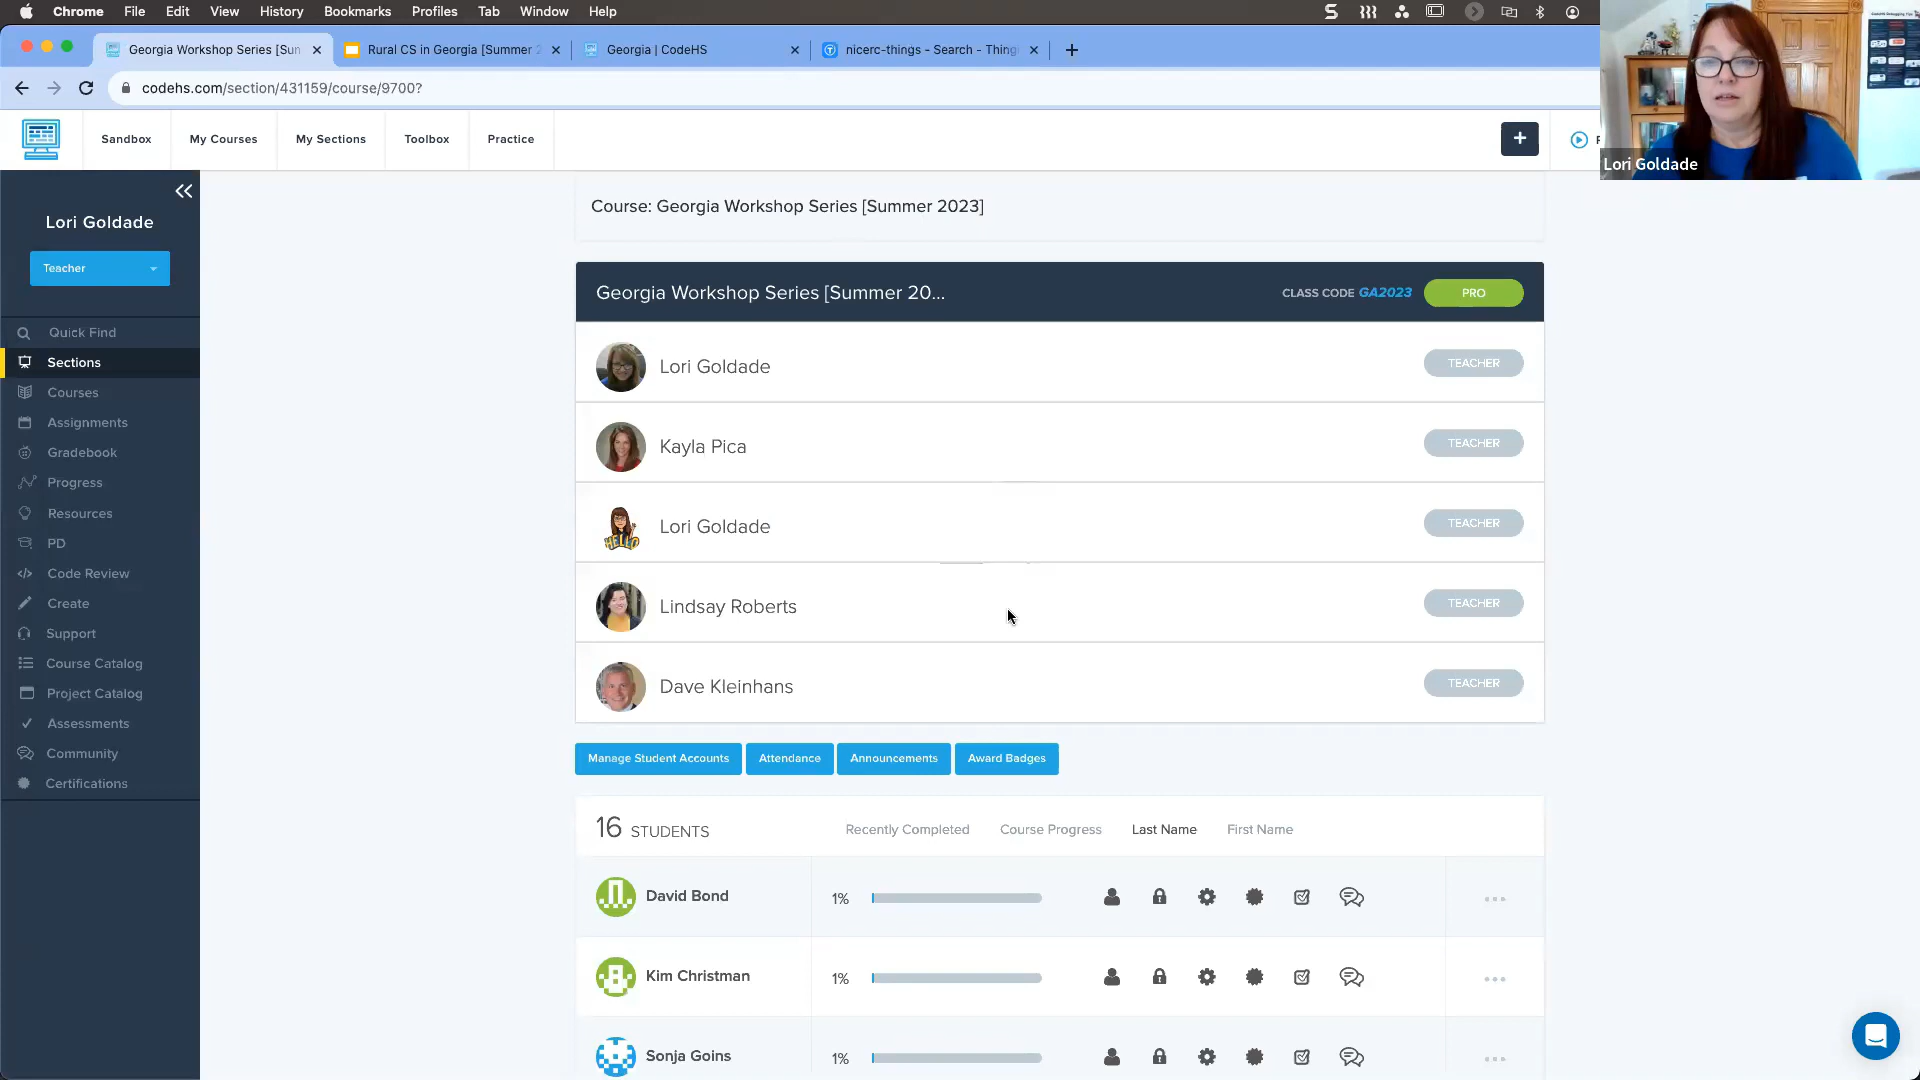 Chrome File Edit View History Bookmarks Profiles Tab Window Help
Georgia Workshop Series [Sun
Rural CS in Georgia [Summer 2
Georgia | CodeHS
nicerc-things - Search - Thing
codehs.com/section/431159/course/9700?
Sandbox
My Courses
My Sections
Toolbox
Practice
+
Lori Goldade
Lori Goldade
Teacher
Quick Find
Sections
Courses
Assignments
Gradebook
Progress
Resources
PD
Code Review
Create
Support
Course Catalog
Project Catalog
Assessments
Community
Certifications
Course: Georgia Workshop Series [Summer 2023]
Georgia Workshop Series [Summer 20...
CLASS CODE GA2023
PRO
Lori Goldade TEACHER
Kayla Pica TEACHER
HELLO
Lori Goldade TEACHER
Lindsay Roberts TEACHER
Dave Kleinhans TEACHER
Manage Student Accounts
Attendance
Announcements
Award Badges
16 STUDENTS
Recently Completed
Course Progress
Last Name
First Name
David Bond 1%
Kim Christman 1%
Sonja Goins 1%